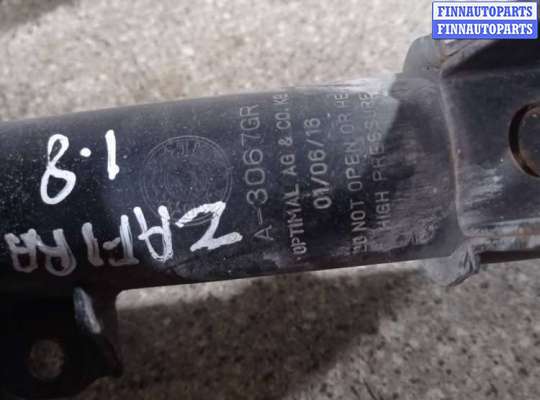 FINNAUTOPARTS
FINNAUTOPARTS
1.8
ZAFIRA
A-3067GR
OPTIMAL AG & CO. KG
01/06/16
DO NOT OPEN OR HE
HIGH PRESSURE